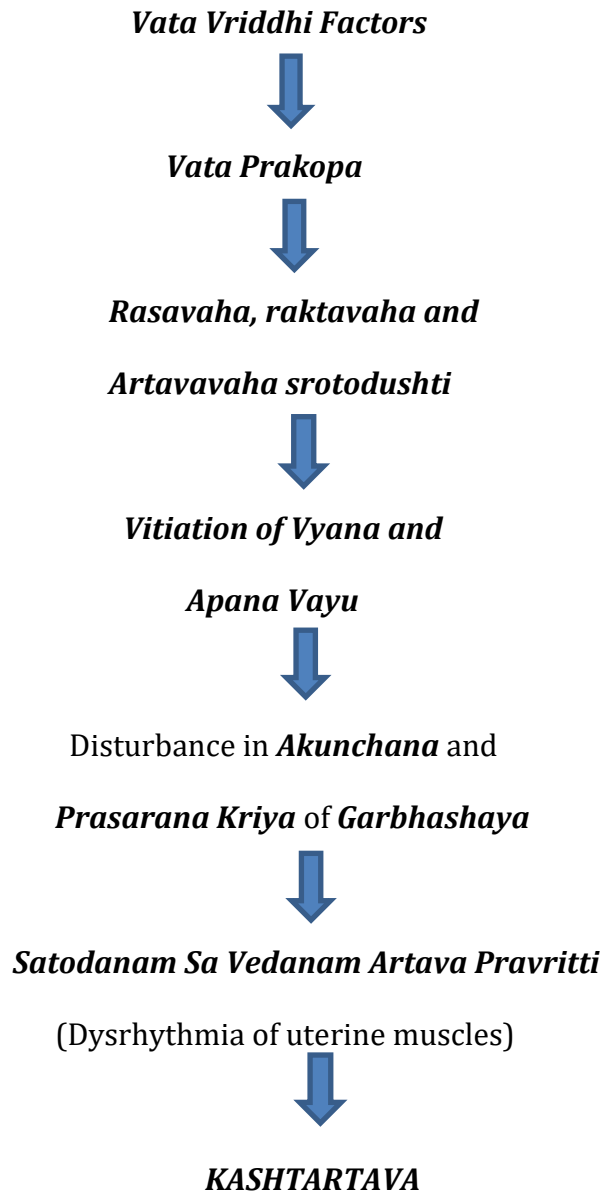 Vata Vriddhi Factors
Vata Prakopa
Rasavaha, raktavaha and
Artavavaha srotodushti
Vitiation of Vyana and
Apana Vayu
Disturbance in Akunchana and
Prasarana Kriya of Garbhashaya
Satodanam Sa Vedanam Artava Pravritti
(Dysrhythmia of uterine muscles)
KASHTARTAVA